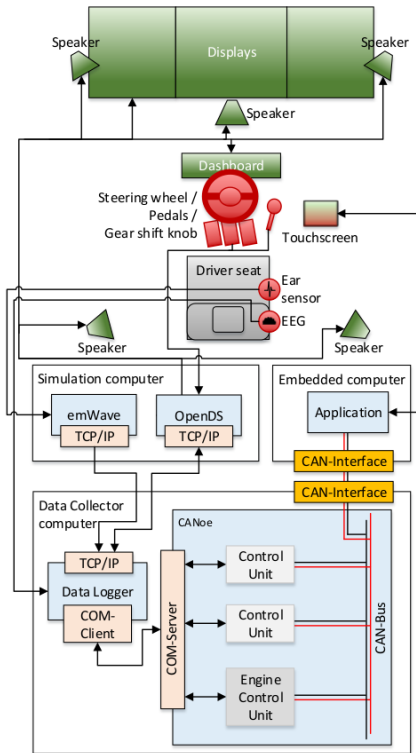 Speaker
Displays
Speaker
Speaker
Dashboard
Steering wheel /
Pedals /
Gear shift knob
Touchscreen
Driver seat
Ear
sensor
EEG
Speaker
Speaker
Simulation computer
Embedded computer
emWave
TCP/IP
OpenDS
TCP/IP
Application
CAN-Interface
CAN-Interface
Data Collector
computer
CANoe
TCP/IP
Data Logger
COM-
Client
COM-Server
Control
Unit
Control
Unit
Engine
Control
Unit
CAN-Bus